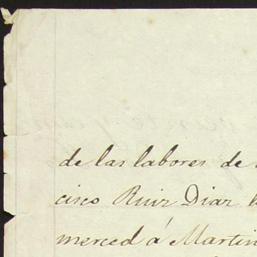 de las labores de
cisco Ruiz Diaz
merced á Martin